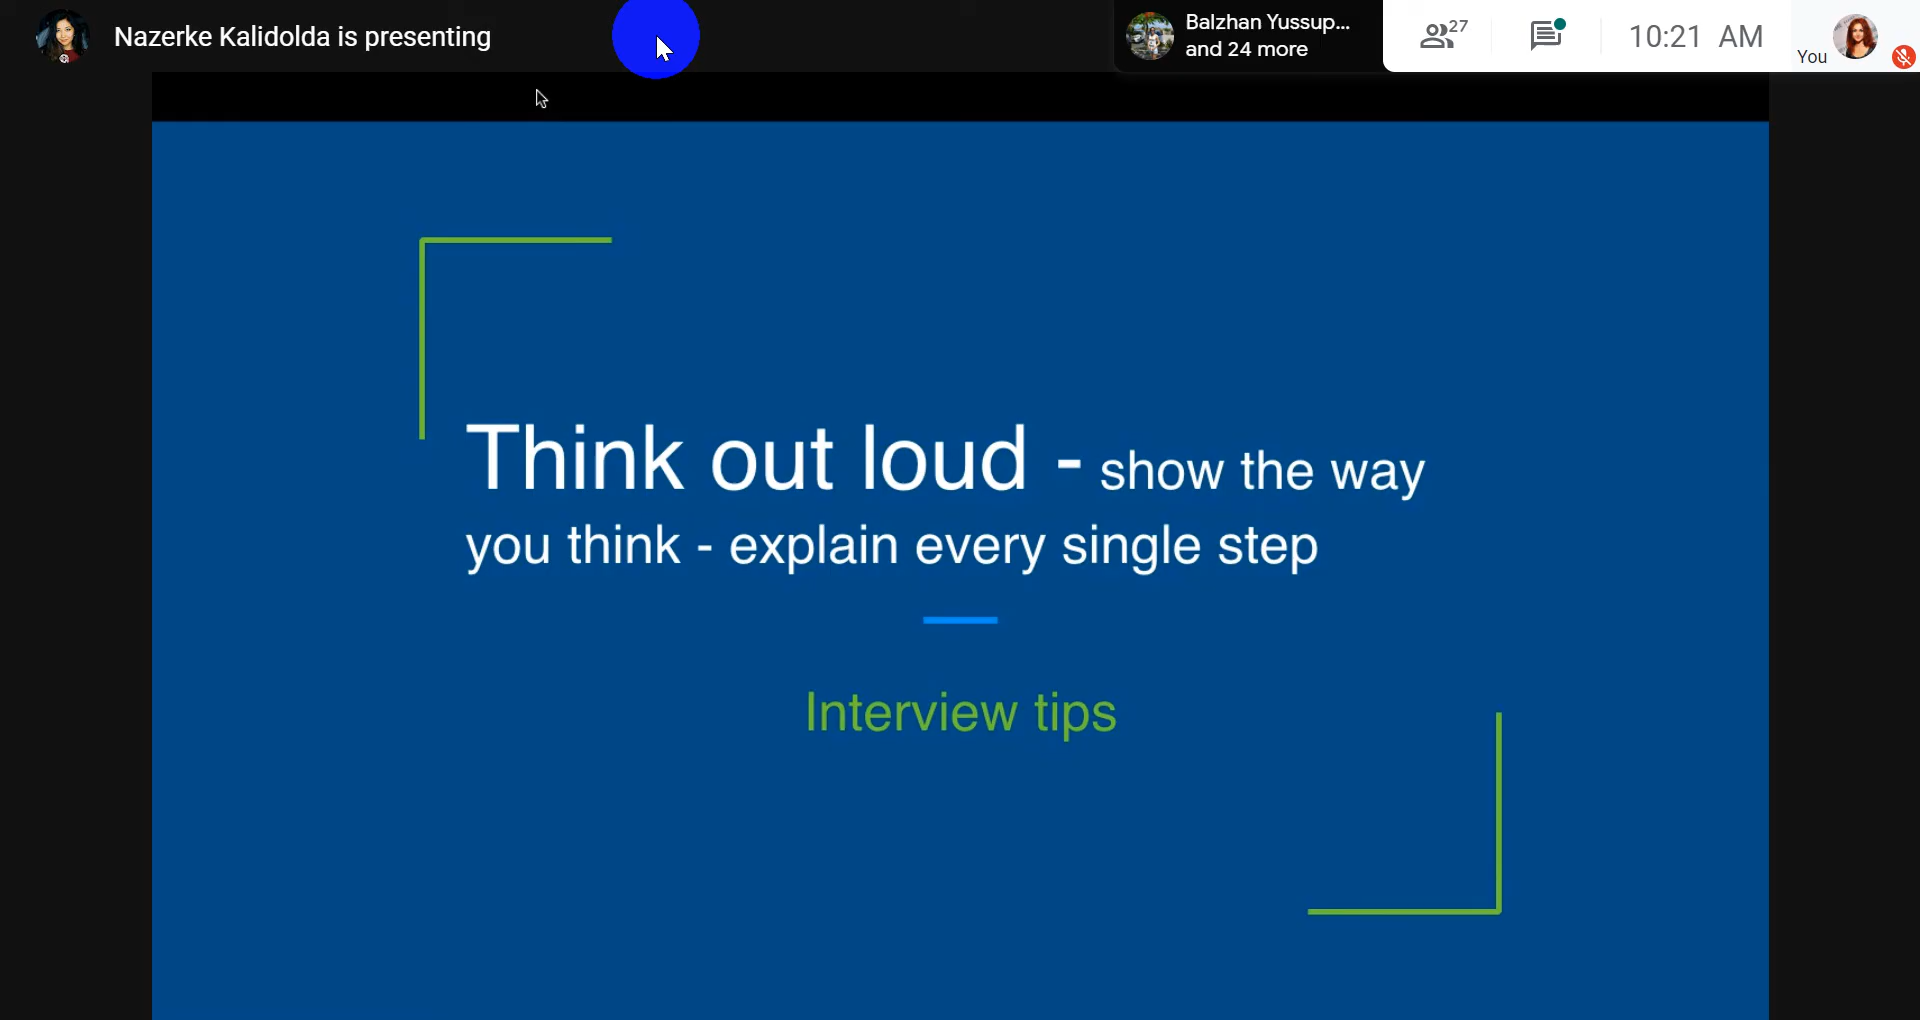 Nazerke Kalidolda is presenting
Balzhan Yussup...
and 24 more
27
10:21 AM
You
Think out loud - show the way
you think - explain every single step
Interview tips